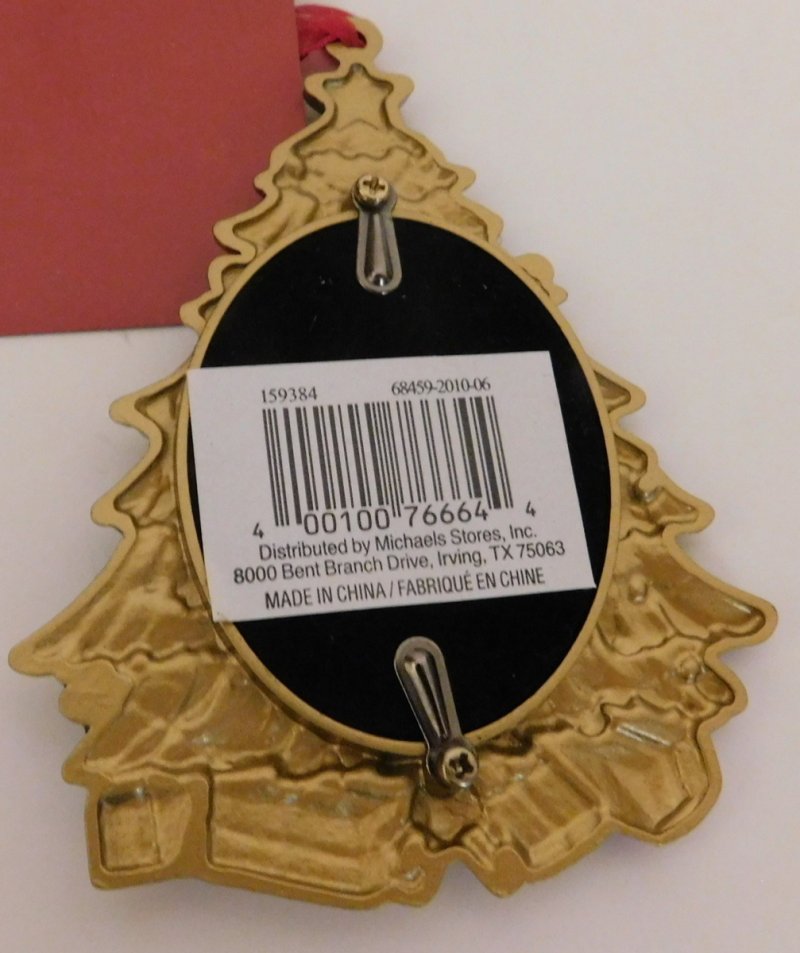 159384 68459-2010-06
4 00100 76664 4
Distributed by Michaels Stores, Inc.
8000 Bent Branch Drive, Irving, TX 75063
MADE IN CHINA / FABRIQUÉ EN CHINE